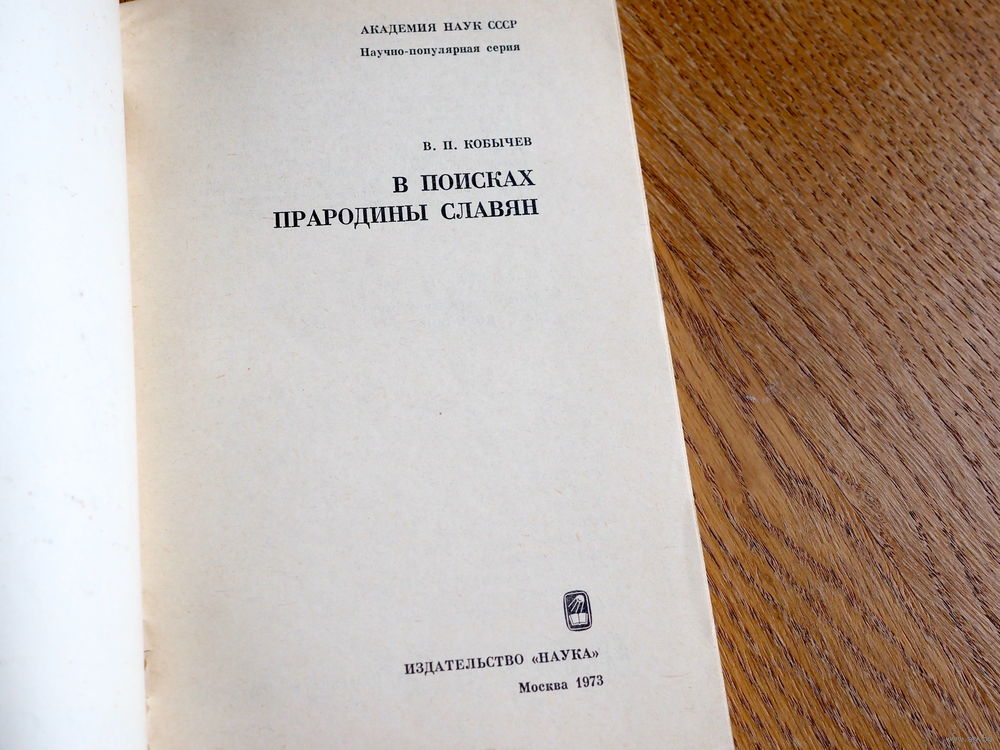 АКАДЕМИЯ НАУК СССР
Научно-популярная серия
В. П. КОБЫЧЕВ
В ПОИСКАХ
ПРАРОДИНЫ СЛАВЯН
ИЗДАТЕЛЬСТВО «НАУКА»
Москва 1973